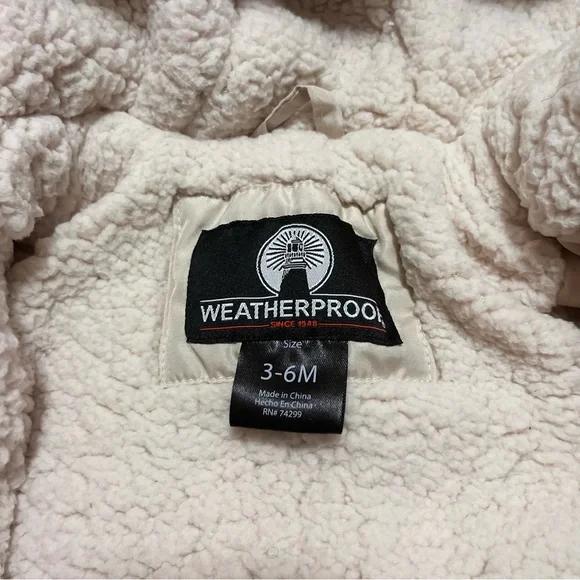 WEATHERPROOF
SINCE 1948
Size
3-6M
Made in China
Hecho En China
RN# 74299